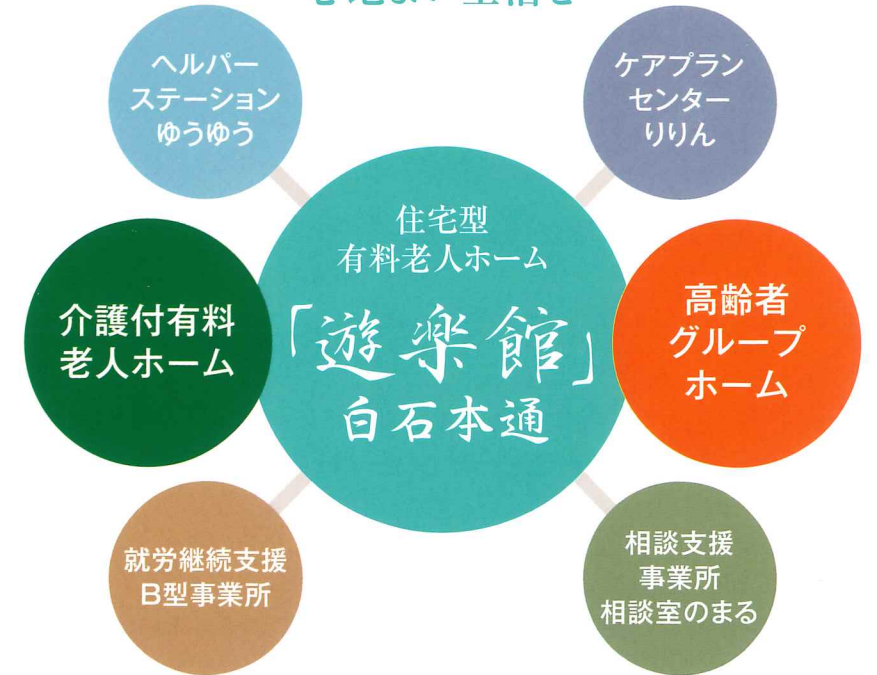 ヘルパー
ステーション
ゆうゆう
ケアプラン
センター
りりん
住宅型
有料老人ホーム
「遊楽館」
白石本通
介護付有料
老人ホーム
高齢者
グループ
ホーム
就労継続支援
B型事業所
相談支援
事業所
相談室のまる